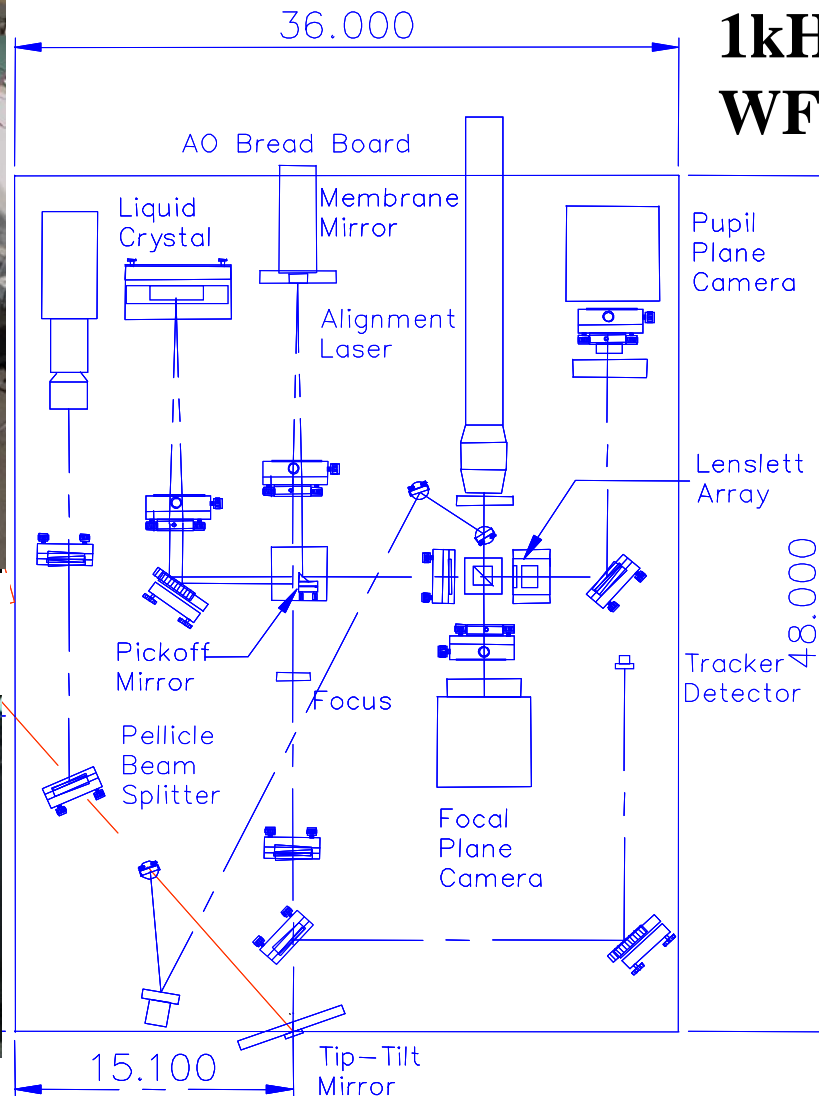 1kH
WF
36.000
AO Bread Board
Liquid
Crystal
Membrane
Mirror
Alignment
Laser
Pupil
Plane
Camera
Lenslett
Array
48.000
Pickoff
Mirror
Focus
Tracker
Detector
Pellicle
Beam
Splitter
Focal
Plane
Camera
15.100
Tip-Tilt
Mirror